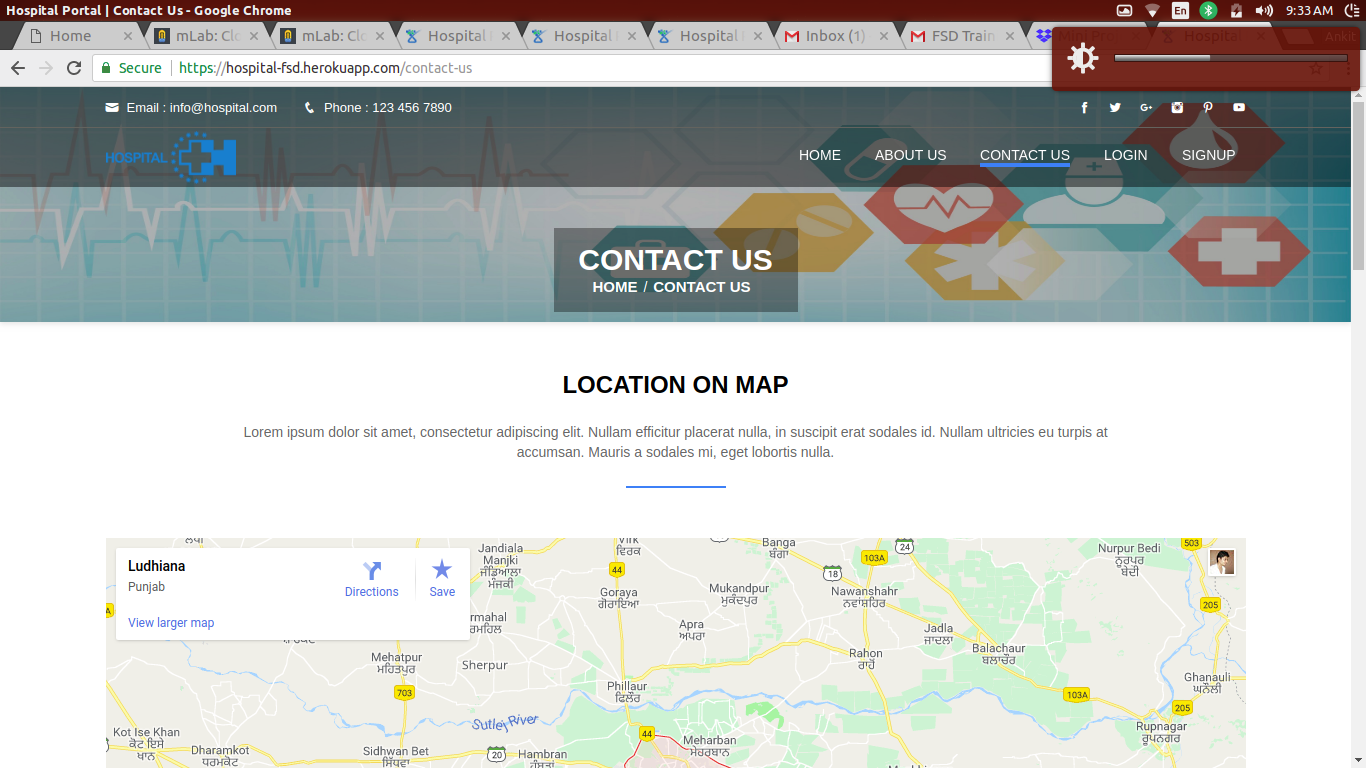 Hospital Portal | Contact Us - Google Chrome
En
9:33 AM
Home
mLab: Clo
mLab: Clo
Hospital
Hospital
Hospital
Inbox (1)
FSD Train
Mini Pr
Hospital
Ankit
Secure
https://hospital-fsd.herokuapp.com/contact-us
Email : info@hospital.com
Phone : 123 456 7890
HOSPITAL
HOME
ABOUT US
CONTACT US
LOGIN
SIGNUP
CONTACT US
HOME / CONTACT US
LOCATION ON MAP
Lorem ipsum dolor sit amet, consectetur adipiscing elit. Nullam efficitur placerat nulla, in suscipit erat sodales id. Nullam ultricies eu turpis at
accumsan. Mauris a sodales mi, eget lobortis nulla.
Ludhiana
Punjab
Directions
Save
View larger map
Jandiala
Manjki
ਜੰਡਿਆਲਾ
ਮੰਜਕੀ
Virk
ਵਿਰਕ
Banga
ਬੰਗਾ
24
503
103A
Nurpur Bedi
ਨੂਰਪੁਰ
ਬੇਦੀ
44
18
Goraya
ਗੋਰਾਇਆ
Mukandpur
ਮੁਕੰਦਪੁਰ
Nawanshahr
ਨਵਾਂਸ਼ਹਿਰ
205
Apra
ਅਪਰਾ
Jadla
ਜਾਡਲਾ
Mehatpur
ਮਹਿਤਪੁਰ
Sherpur
Rahon
ਰਾਹੋਂ
Balachaur
ਬਲਾਚੌਰ
703
Phillaur
ਫਿਲੌਰ
103A
Ghanauli
ਘਨੌਲੀ
205
Sutlej River
Kot Ise Khan
ਕੋਟ ਇਸੇ
ਖਾਨ
44
Meharban
ਮੇਹਰਬਾਨ
Rupnagar
ਰੂਪਨਗਰ
Dharamkot
ਧਰਮਕੋਟ
Sidhwan Bet
ਸਿੱਧਵਾਂ
20
Hambran
ਹੰਬੜਾਂ